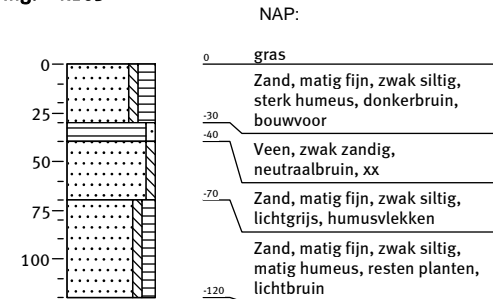 NAP:
0 gras
0
Zand, matig fijn, zwak siltig,
sterk humeus, donkerbruin,
bouwvoor
25
-30
-40
Veen, zwak zandig,
neutraalbruin, xx
50
-70
Zand, matig fijn, zwak siltig,
lichtgrijs, humusvlekken
75
Zand, matig fijn, zwak siltig,
matig humeus, resten planten,
lichtbruin
100
-120